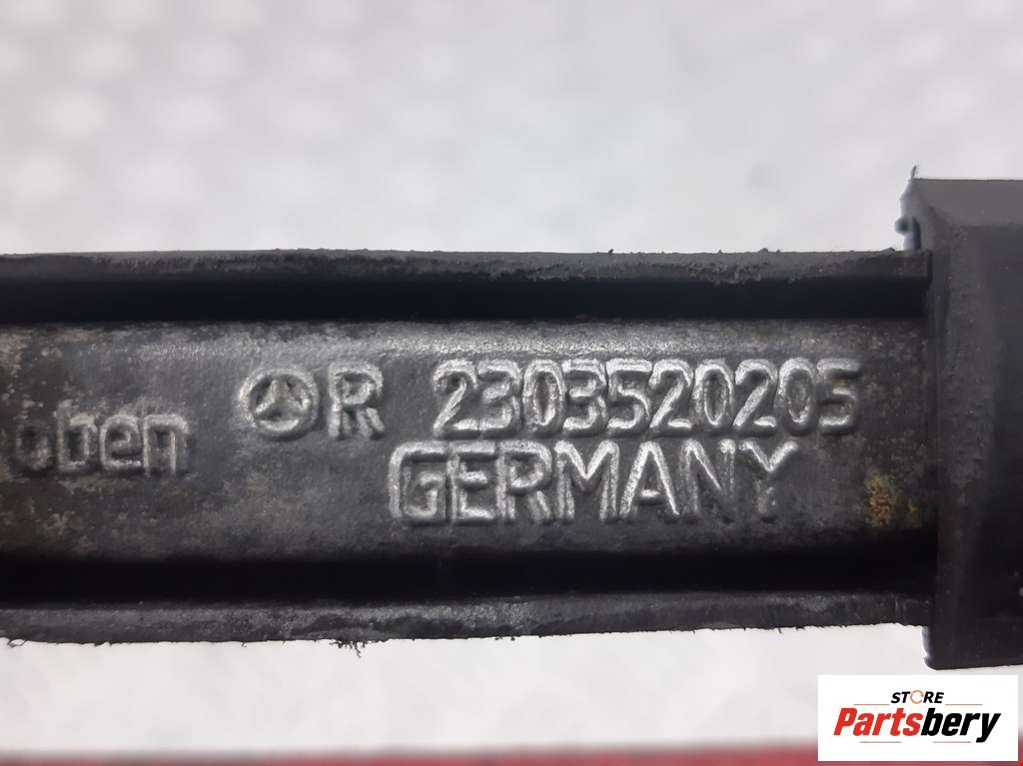 R 2303520205
oben
GERMANY
STORE
Partsbery